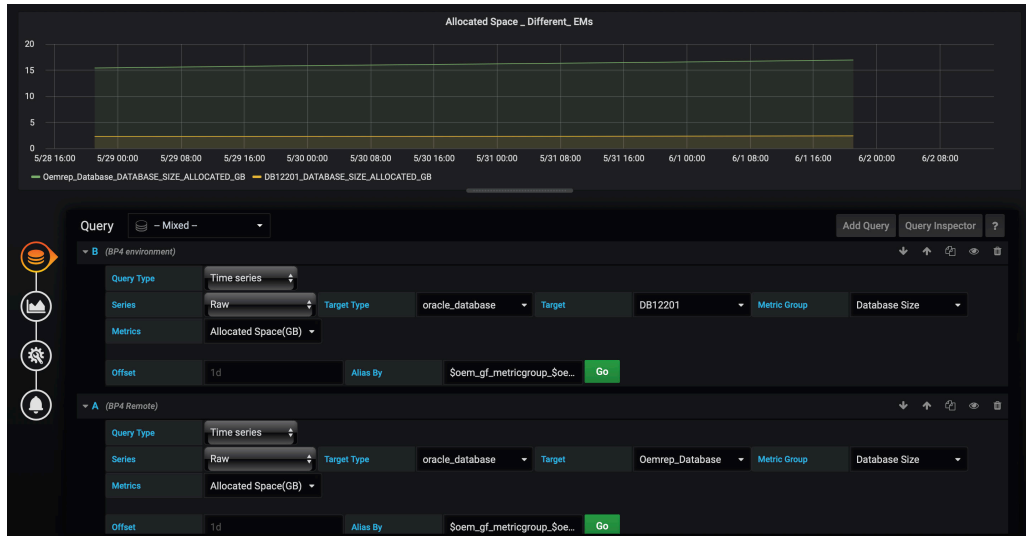 Allocated Space _ Different_ EMs
20
15
10
5
0
5/28 16:00 5/29 00:00 5/29 08:00 5/29 16:00 5/30 00:00 5/30 08:00 5/30 16:00 5/31 00:00 5/31 08:00 5/31 16:00 6/1 00:00 6/1 08:00 6/1 16:00 6/2 00:00 6/2 08:00
Oemrep_Database_DATABASE_SIZE_ALLOCATED_GB DB12201_DATABASE_SIZE_ALLOCATED_GB
Query – Mixed – Add Query Query Inspector ?
B (BP4 environment)
Query Type Time series
Series Raw Target Type oracle_database Target DB12201 Metric Group Database Size
Metrics Allocated Space(GB)
Offset 1d Alias By $oem_gf_metricgroup_$oe... Go
A (BP4 Remote)
Query Type Time series
Series Raw Target Type oracle_database Target Oemrep_Database Metric Group Database Size
Metrics Allocated Space(GB)
Offset 1d Alias By $oem_gf_metricgroup_$oe... Go